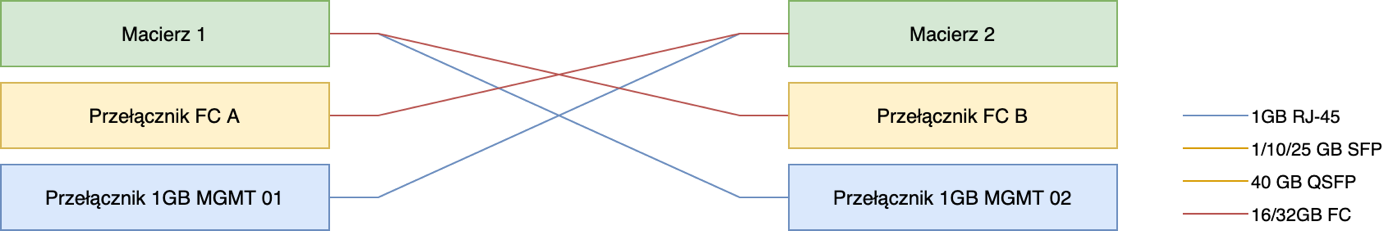 Macierz 1
Macierz 2
Przełącznik FC A
Przełącznik FC B
Przełącznik 1GB MGMT 01
Przełącznik 1GB MGMT 02
1GB RJ-45
1/10/25 GB SFP
40 GB QSFP
16/32GB FC